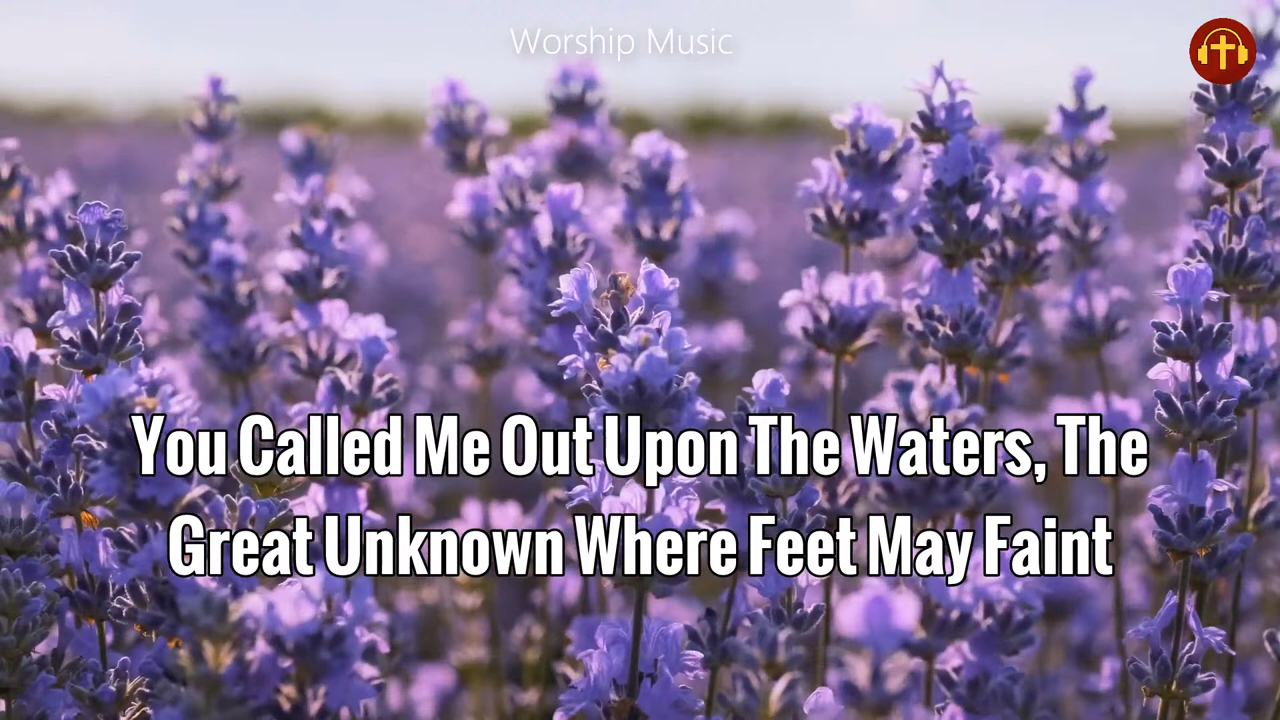 Worship Music
You Called Me Out Upon The Waters, The
Great Unknown Where Feet May Faint